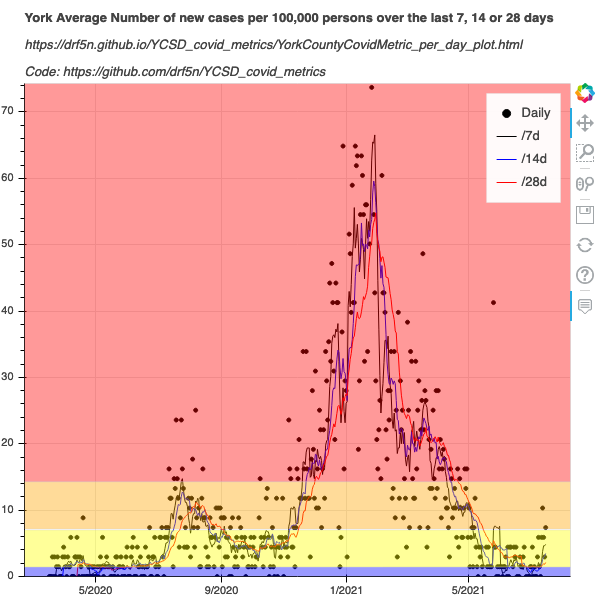 York Average Number of new cases per 100,000 persons over the last 7, 14 or 28 days
https://drf5n.github.io/YCSD_covid_metrics/YorkCountyCovidMetric_per_day_plot.html
Code: https://github.com/drf5n/YCSD_covid_metrics
Daily
/7d
/14d
/28d
70
60
50
40
30
20
10
0
5/2020
9/2020
1/2021
5/2021